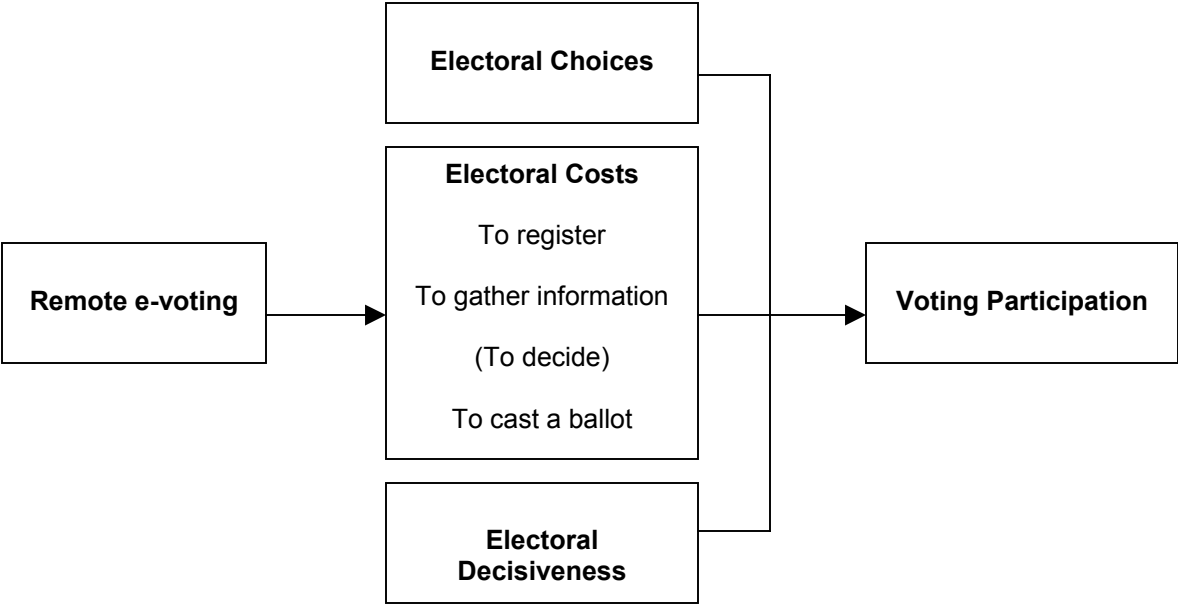 Electoral Choices
Electoral Costs
To register
To gather information
(To decide)
To cast a ballot
Remote e-voting
Voting Participation
Electoral
Decisiveness